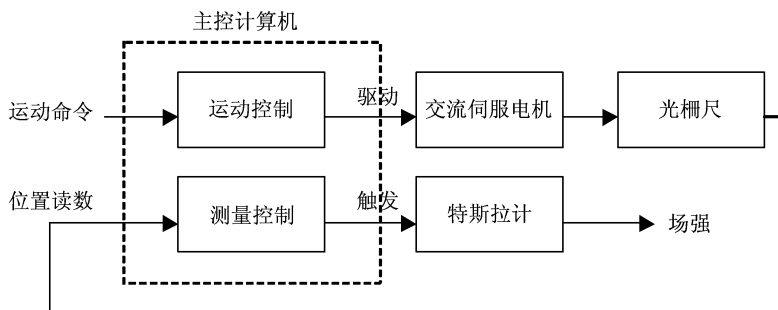 主控计算机
运动命令
运动控制
驱动
交流伺服电机
光栅尺
位置读数
测量控制
触发
特斯拉计
场强